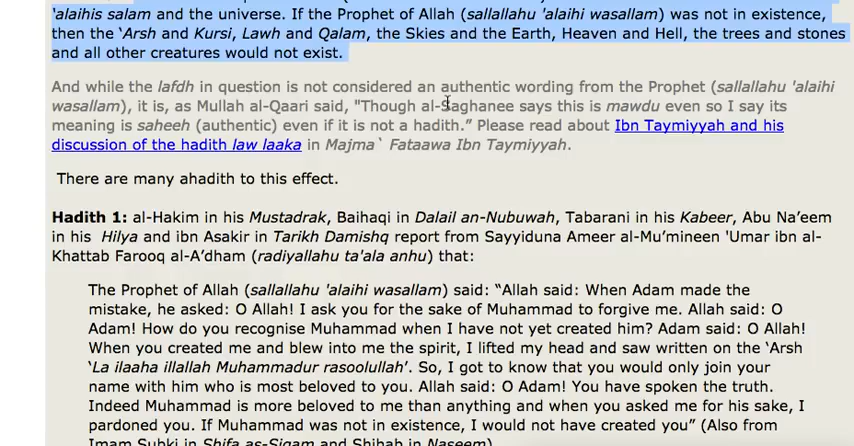 'alaihis salam and the universe. If the Prophet of Allah (sallallahu 'alaihi wasallam) was not in existence,
then the ‘Arsh and Kursi, Lawh and Qalam, the Skies and the Earth, Heaven and Hell, the trees and stones
and all other creatures would not exist.
And while the lafdh in question is not considered an authentic wording from the Prophet (sallallahu 'alaihi
wasallam), it is, as Mullah al-Qaari said, "Though al-Saghanee says this is mawdu even so I say its
meaning is saheeh (authentic) even if it is not a hadith.” Please read about Ibn Taymiyyah and his
discussion of the hadith law laaka in Majma` Fataawa Ibn Taymiyyah.
There are many ahadith to this effect.
Hadith 1: al-Hakim in his Mustadrak, Baihaqi in Dalail an-Nubuwah, Tabarani in his Kabeer, Abu Na’eem
in his Hilya and ibn Asakir in Tarikh Damishq report from Sayyiduna Ameer al-Mu’mineen 'Umar ibn al-
Khattab Farooq al-A’dham (radiyallahu ta'ala anhu) that:
The Prophet of Allah (sallallahu 'alaihi wasallam) said: “Allah said: When Adam made the
mistake, he asked: O Allah! I ask you for the sake of Muhammad to forgive me. Allah said: O
Adam! How do you recognise Muhammad when I have not yet created him? Adam said: O Allah!
When you created me and blew into me the spirit, I lifted my head and saw written on the ‘Arsh
‘La ilaaha illallah Muhammadur rasoolullah’. So, I got to know that you would only join your
name with him who is most beloved to you. Allah said: O Adam! You have spoken the truth.
Indeed Muhammad is more beloved to me than anything and when you asked me for his sake, I
pardoned you. If Muhammad was not in existence, I would not have created you” (Also from
Imam Subki in Shifa as-Siqam and Shihab in Naseem)